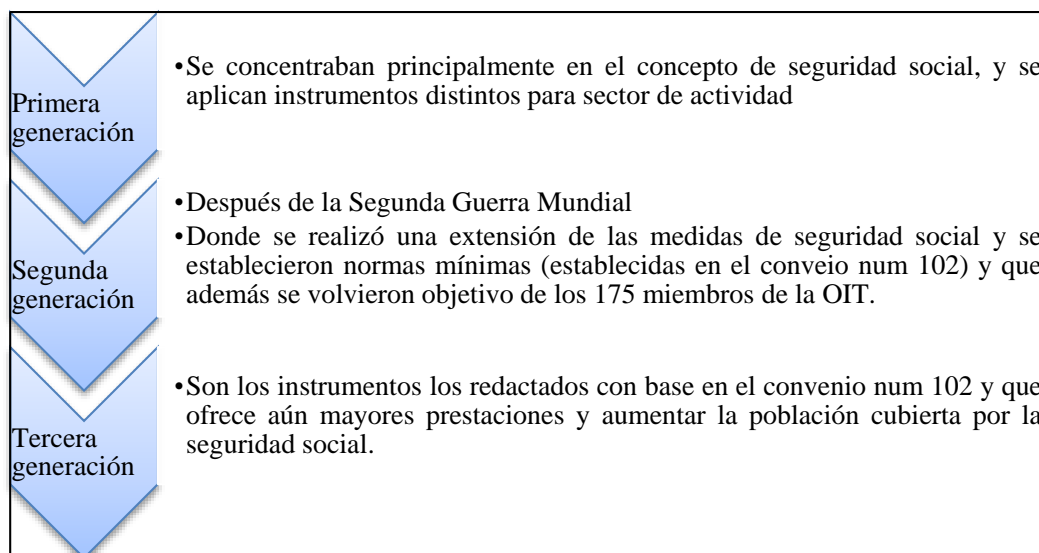 Primera
generación
•Se concentraban principalmente en el concepto de seguridad social, y se
aplican instrumentos distintos para sector de actividad
Segunda
generación
•Después de la Segunda Guerra Mundial
•Donde se realizó una extensión de las medidas de seguridad social y se
establecieron normas mínimas (establecidas en el conveio num 102) y que
además se volvieron objetivo de los 175 miembros de la OIT.
Tercera
generación
•Son los instrumentos los redactados con base en el convenio num 102 y que
ofrece aún mayores prestaciones y aumentar la población cubierta por la
seguridad social.